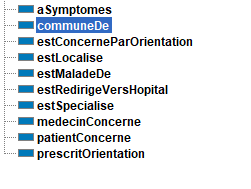 aSymptomes
communeDe
estConcerneParOrientation
estLocalise
estMaladeDe
estRedirigeVersHopital
estSpecialise
medecinConcerne
patientConcerne
prescritOrientation